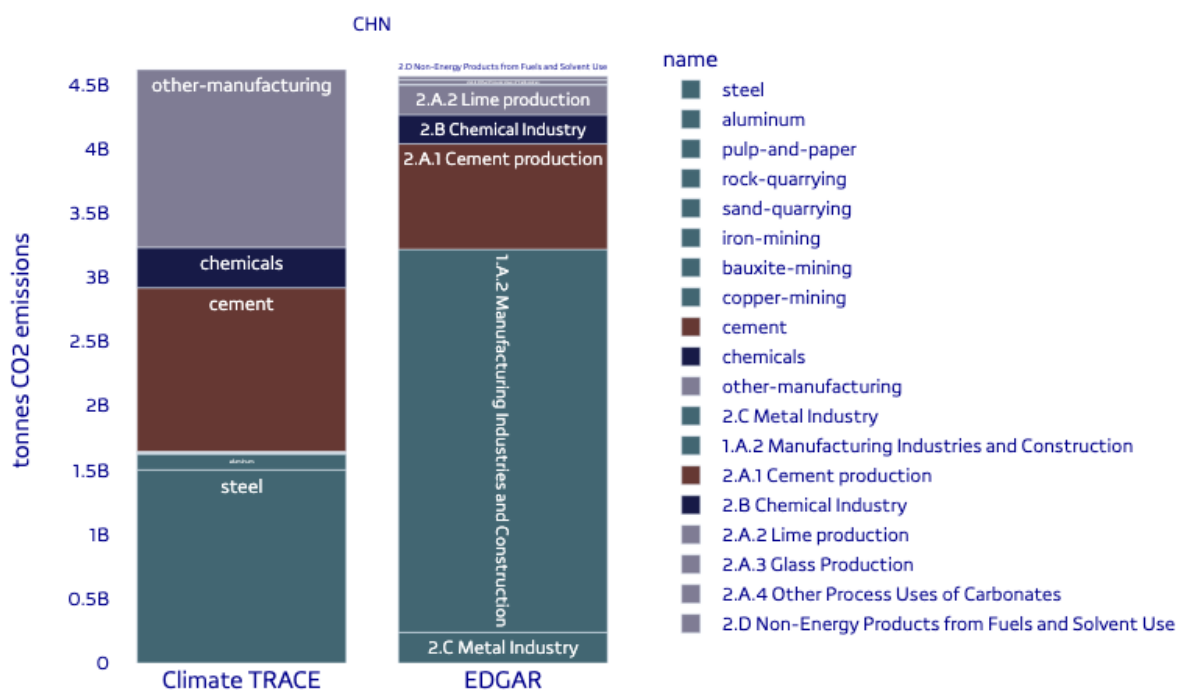 CHN
tonnes CO2 emissions
4.5B
4B
3.5B
3B
2.5B
2B
1.5B
1B
0.5B
0
other-manufacturing
chemicals
cement
aluminum
steel
Climate TRACE
2.D Non-Energy Products from Fuels and Solvent Use
2.A.2 Lime production
2.B Chemical Industry
2.A.1 Cement production
1.A.2 Manufacturing Industries and Construction
2.C Metal Industry
EDGAR
name
steel
aluminum
pulp-and-paper
rock-quarrying
sand-quarrying
iron-mining
bauxite-mining
copper-mining
cement
chemicals
other-manufacturing
2.C Metal Industry
1.A.2 Manufacturing Industries and Construction
2.A.1 Cement production
2.B Chemical Industry
2.A.2 Lime production
2.A.3 Glass Production
2.A.4 Other Process Uses of Carbonates
2.D Non-Energy Products from Fuels and Solvent Use